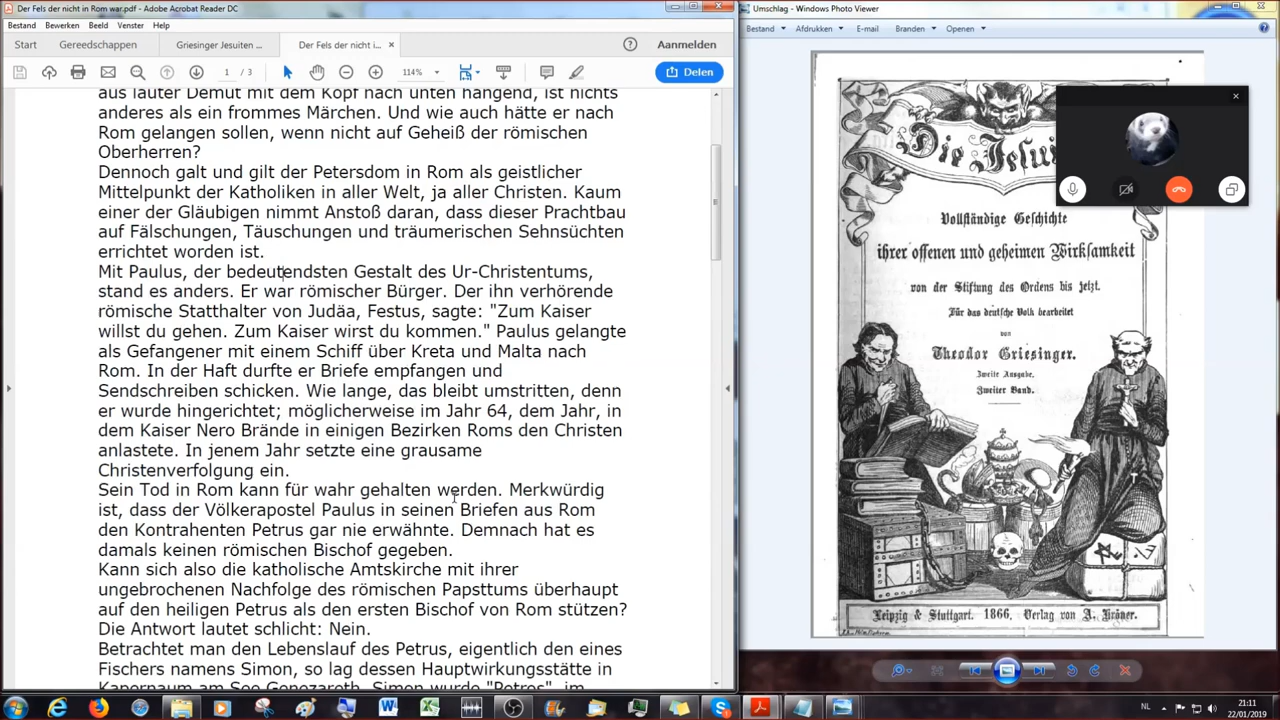 Der Fels der nicht in Rom war.pdf - Adobe Acrobat Reader DC
Bestand Bewerken Beeld Venster Help
Start Gereedschappen Griesinger Jesuiten ... Der Fels der nicht i... × Anmelden
1 / 3 114% Delen
aus lauter Demut mit dem Kopf nach unten hängend, ist nichts
anderes als ein frommes Märchen. Und wie auch hätte er nach
Rom gelangen sollen, wenn nicht auf Geheiß der römischen
Oberherren?
Dennoch galt und gilt der Petersdom in Rom als geistlicher
Mittelpunkt der Katholiken in aller Welt, ja aller Christen. Kaum
einer der Gläubigen nimmt Anstoß daran, dass dieser Prachtbau
auf Fälschungen, Täuschungen und träumerischen Sehnsüchten
errichtet worden ist.
Mit Paulus, der bedeutendsten Gestalt des Ur-Christentums,
stand es anders. Er war römischer Bürger. Der ihn verhörende
römische Statthalter von Judäa, Festus, sagte: "Zum Kaiser
willst du gehen. Zum Kaiser wirst du kommen." Paulus gelangte
als Gefangener mit einem Schiff über Kreta und Malta nach
Rom. In der Haft durfte er Briefe empfangen und
Sendschreiben schicken. Wie lange, das bleibt umstritten, denn
er wurde hingerichtet; möglicherweise im Jahr 64, dem Jahr, in
dem Kaiser Nero Brände in einigen Bezirken Roms den Christen
anlastete. In jenem Jahr setzte eine grausame
Christenverfolgung ein.
Sein Tod in Rom kann für wahr gehalten werden. Merkwürdig
ist, dass der Völkerapostel Paulus in seinen Briefen aus Rom
den Kontrahenten Petrus gar nie erwähnte. Demnach hat es
damals keinen römischen Bischof gegeben.
Kann sich also die katholische Amtskirche mit ihrer
ungebrochenen Nachfolge des römischen Papsttums überhaupt
auf den heiligen Petrus als den ersten Bischof von Rom stützen?
Die Antwort lautet schlicht: Nein.
Betrachtet man den Lebenslauf des Petrus, eigentlich den eines
Fischers namens Simon, so lag dessen Hauptwirkungsstätte in
Kapernaum am See Genezareth. Simon wurde "Petros", im
Umschlag - Windows Photo Viewer
Bestand Afdrukken E-mail Branden Openen
Die Jesui
Vollständige Geschichte
ihrer offenen und geheimen Wirksamkeit
von der Stiftung des Ordens bis jetzt.
Für das deutsche Volk bearbeitet
von
Theodor Griesinger.
Zweite Ausgabe.
Zweiter Band.
Leipzig & Stuttgart. 1866, Verlag von A. Kröner.
NL 21:11
22/01/2019